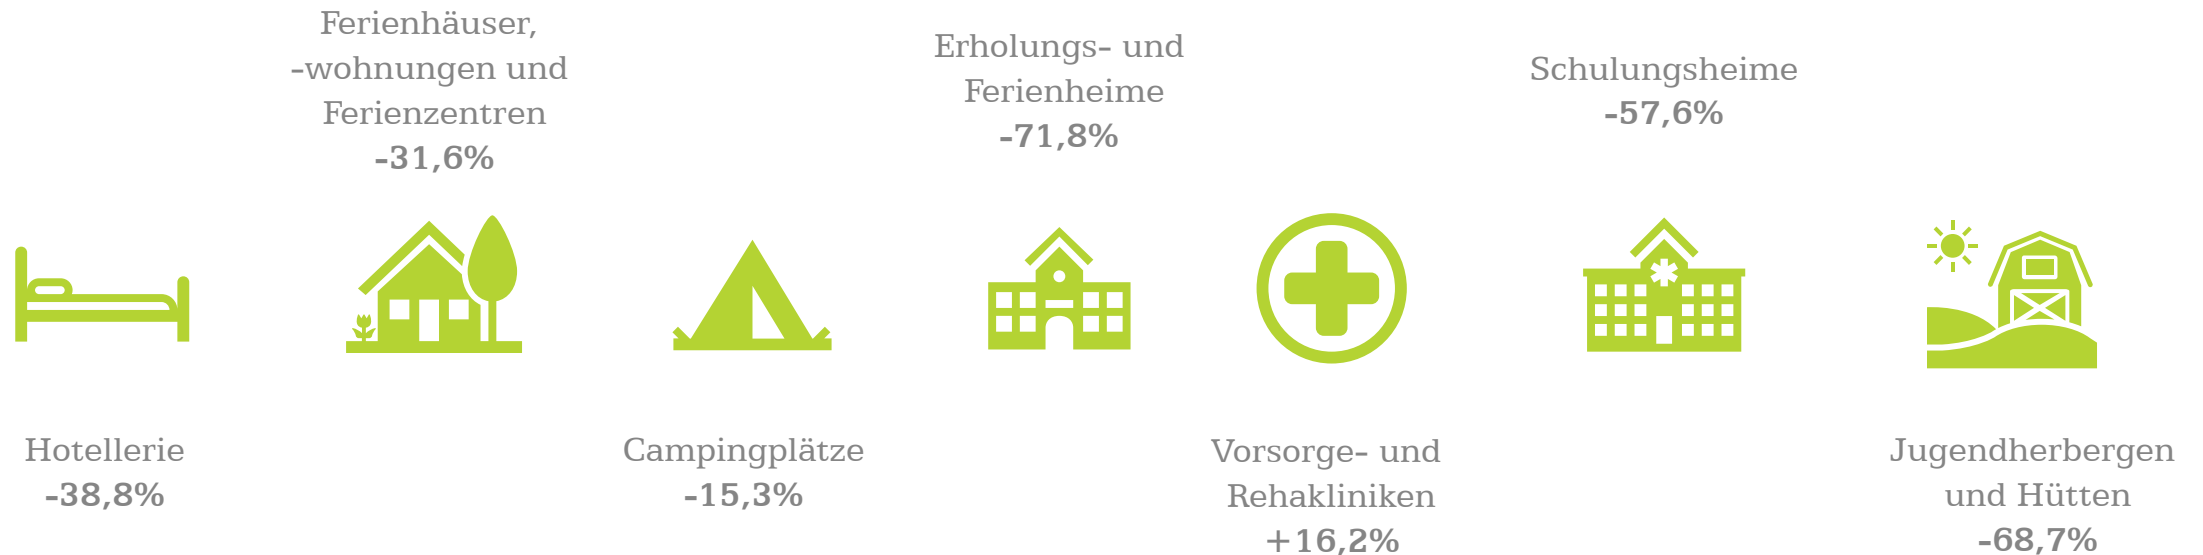 Ferienhäuser,
-wohnungen und
Ferienzentren
-31,6%
Erholungs- und
Ferienheime
-71,8%
Schulungsheime
-57,6%
Hotellerie
-38,8%
Campingplätze
-15,3%
Vorsorge- und
Rehakliniken
+16,2%
Jugendherbergen
und Hütten
-68,7%